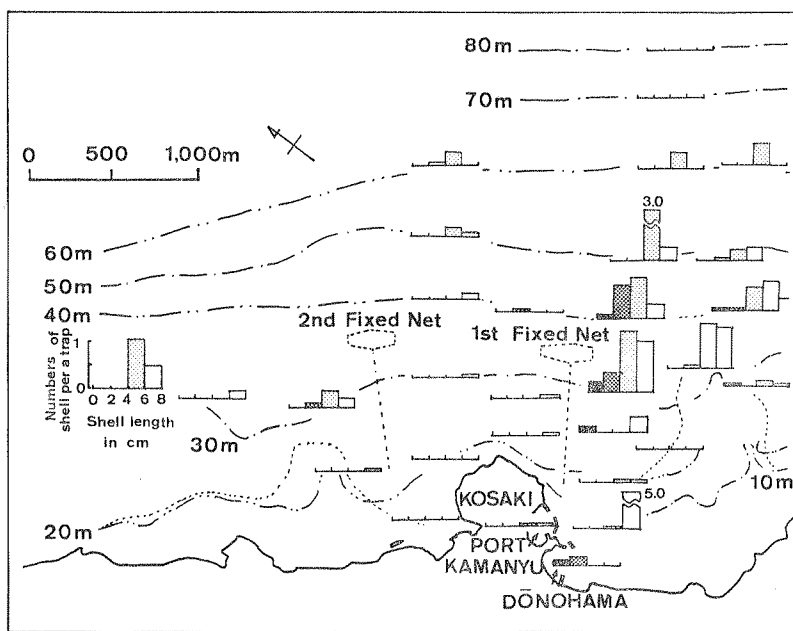 80m
70m
0 500 1,000m
60m
3.0
50m
40m
2nd Fixed Net
1st Fixed Net
Numbers of
shell per a trap
1
0
0 2 4 6 8
Shell length
in cm
30m
10m
5.0
KOSAKI
20m
PORT
KAMANYU
DŌNOHAMA